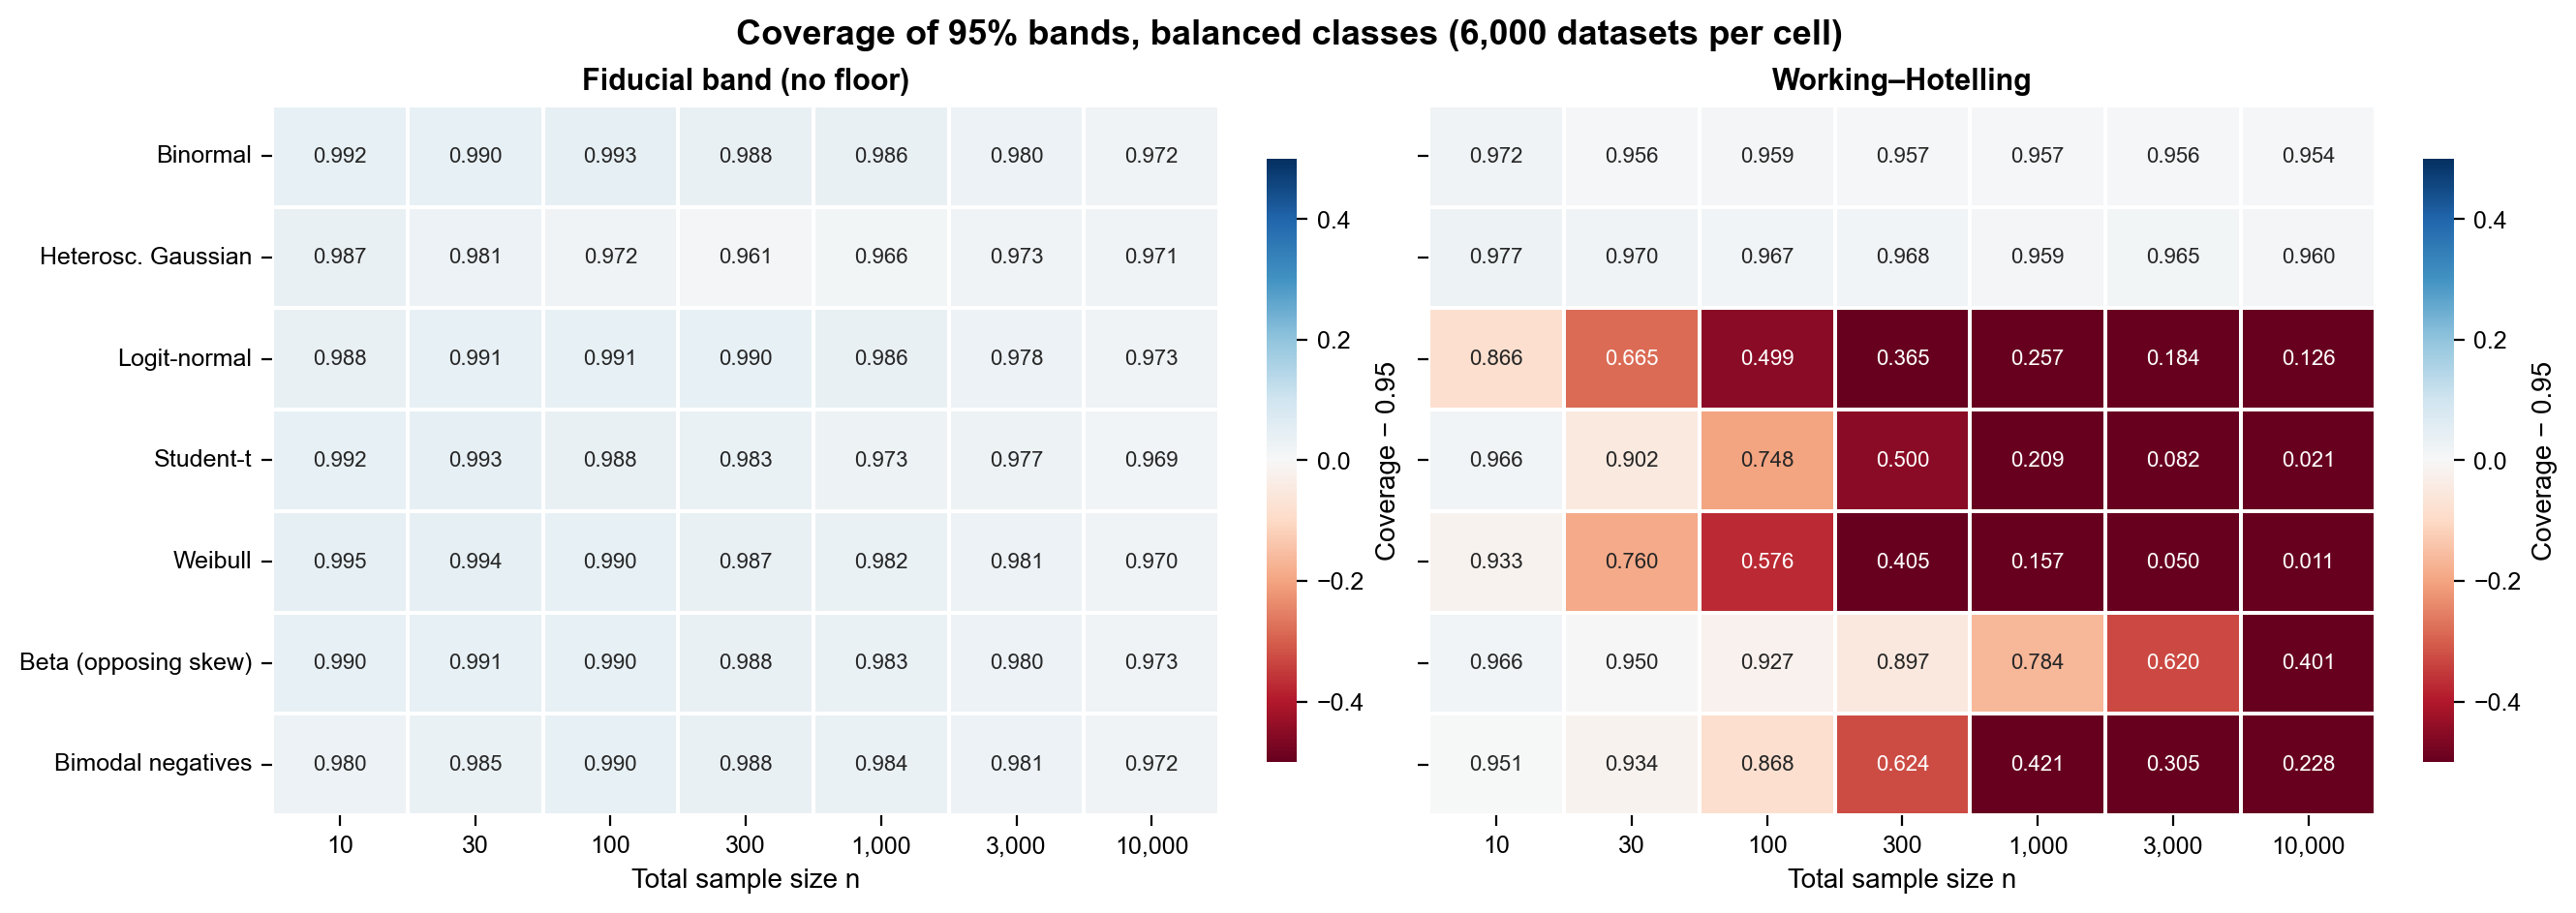 Coverage of 95% bands, balanced classes (6,000 datasets per cell)
Fiducial band (no floor)
Binormal 0.992 0.990 0.993 0.988 0.986 0.980 0.972
Heterosc. Gaussian 0.987 0.981 0.972 0.961 0.966 0.973 0.971
Logit-normal 0.988 0.991 0.991 0.990 0.986 0.978 0.973
Student-t 0.992 0.993 0.988 0.983 0.973 0.977 0.969
Weibull 0.995 0.994 0.990 0.987 0.982 0.981 0.970
Beta (opposing skew) 0.990 0.991 0.990 0.988 0.983 0.980 0.973
Bimodal negatives 0.980 0.985 0.990 0.988 0.984 0.981 0.972
10 30 100 300 1,000 3,000 10,000
Total sample size n
0.4
0.2
0.0
−0.2
−0.4
Coverage − 0.95
Working–Hotelling
0.972 0.956 0.959 0.957 0.957 0.956 0.954
0.977 0.970 0.967 0.968 0.959 0.965 0.960
0.866 0.665 0.499 0.365 0.257 0.184 0.126
0.966 0.902 0.748 0.500 0.209 0.082 0.021
0.933 0.760 0.576 0.405 0.157 0.050 0.011
0.966 0.950 0.927 0.897 0.784 0.620 0.401
0.951 0.934 0.868 0.624 0.421 0.305 0.228
10 30 100 300 1,000 3,000 10,000
Total sample size n
0.4
0.2
0.0
−0.2
−0.4
Coverage − 0.95